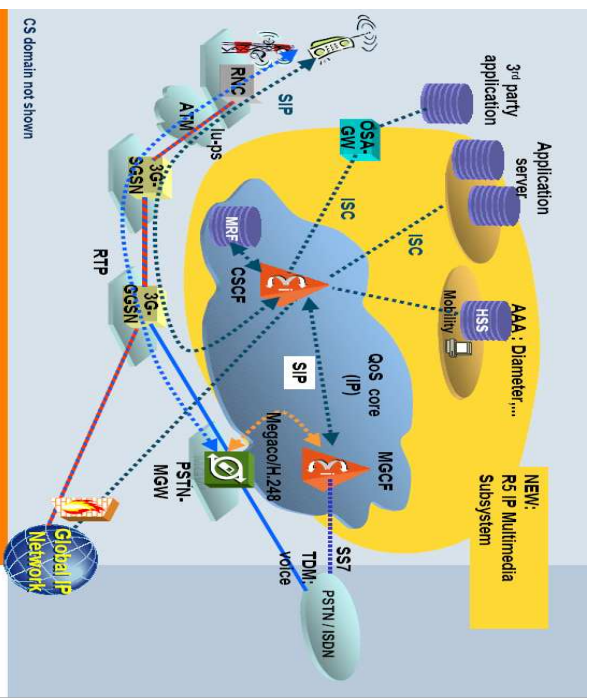 3rd party
application
Application
server
AAA : Diameter,...
HSS
Mobility
NEW:
R5 IP Multimedia
Subsystem
OSA-
GW
ISC
ISC
MRF
CSCF
QoS core
(IP)
SIP
MGCF
Megaco/H.248
SS7
TDM:
voice
PSTN / ISDN
RNC
SIP
Iu-ps
ATM
3G-
SGSN
RTP
3G-
GGSN
PSTN-
MGW
Global IP
Network
CS domain not shown